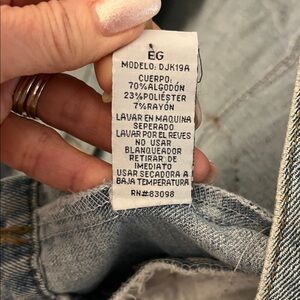 EG
MODELO: DJK19A
CUERPO:
70%ALGODÓN
23%POLIÉSTER
7%RAYÓN
LAVAR EN MAQUINA
SEPERADO
LAVAR POR EL REVES
NO USAR
BLANQUEADOR
RETIRAR DE
IMEDIATO
USAR SECADORA A
BAJA TEMPERATURA
RN#83098